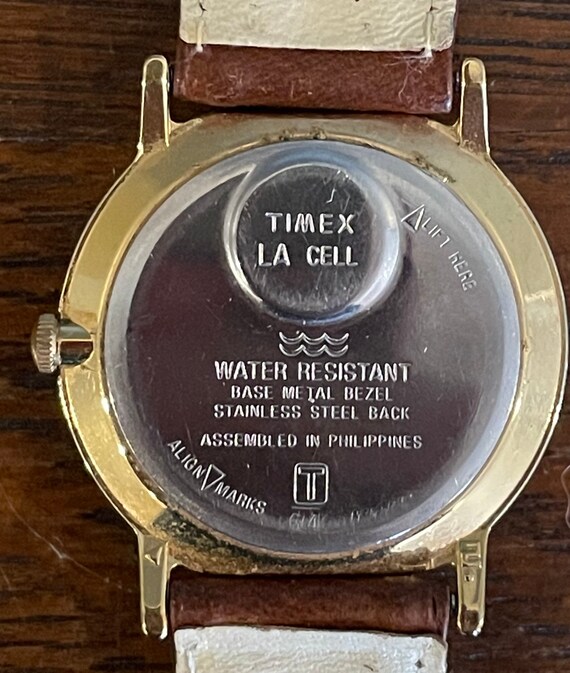 TIMEX
LA CELL
LIFT HERE
WATER RESISTANT
BASE METAL BEZEL
STAINLESS STEEL BACK
ASSEMBLED IN PHILIPPINES
ALIGN MARKS
T